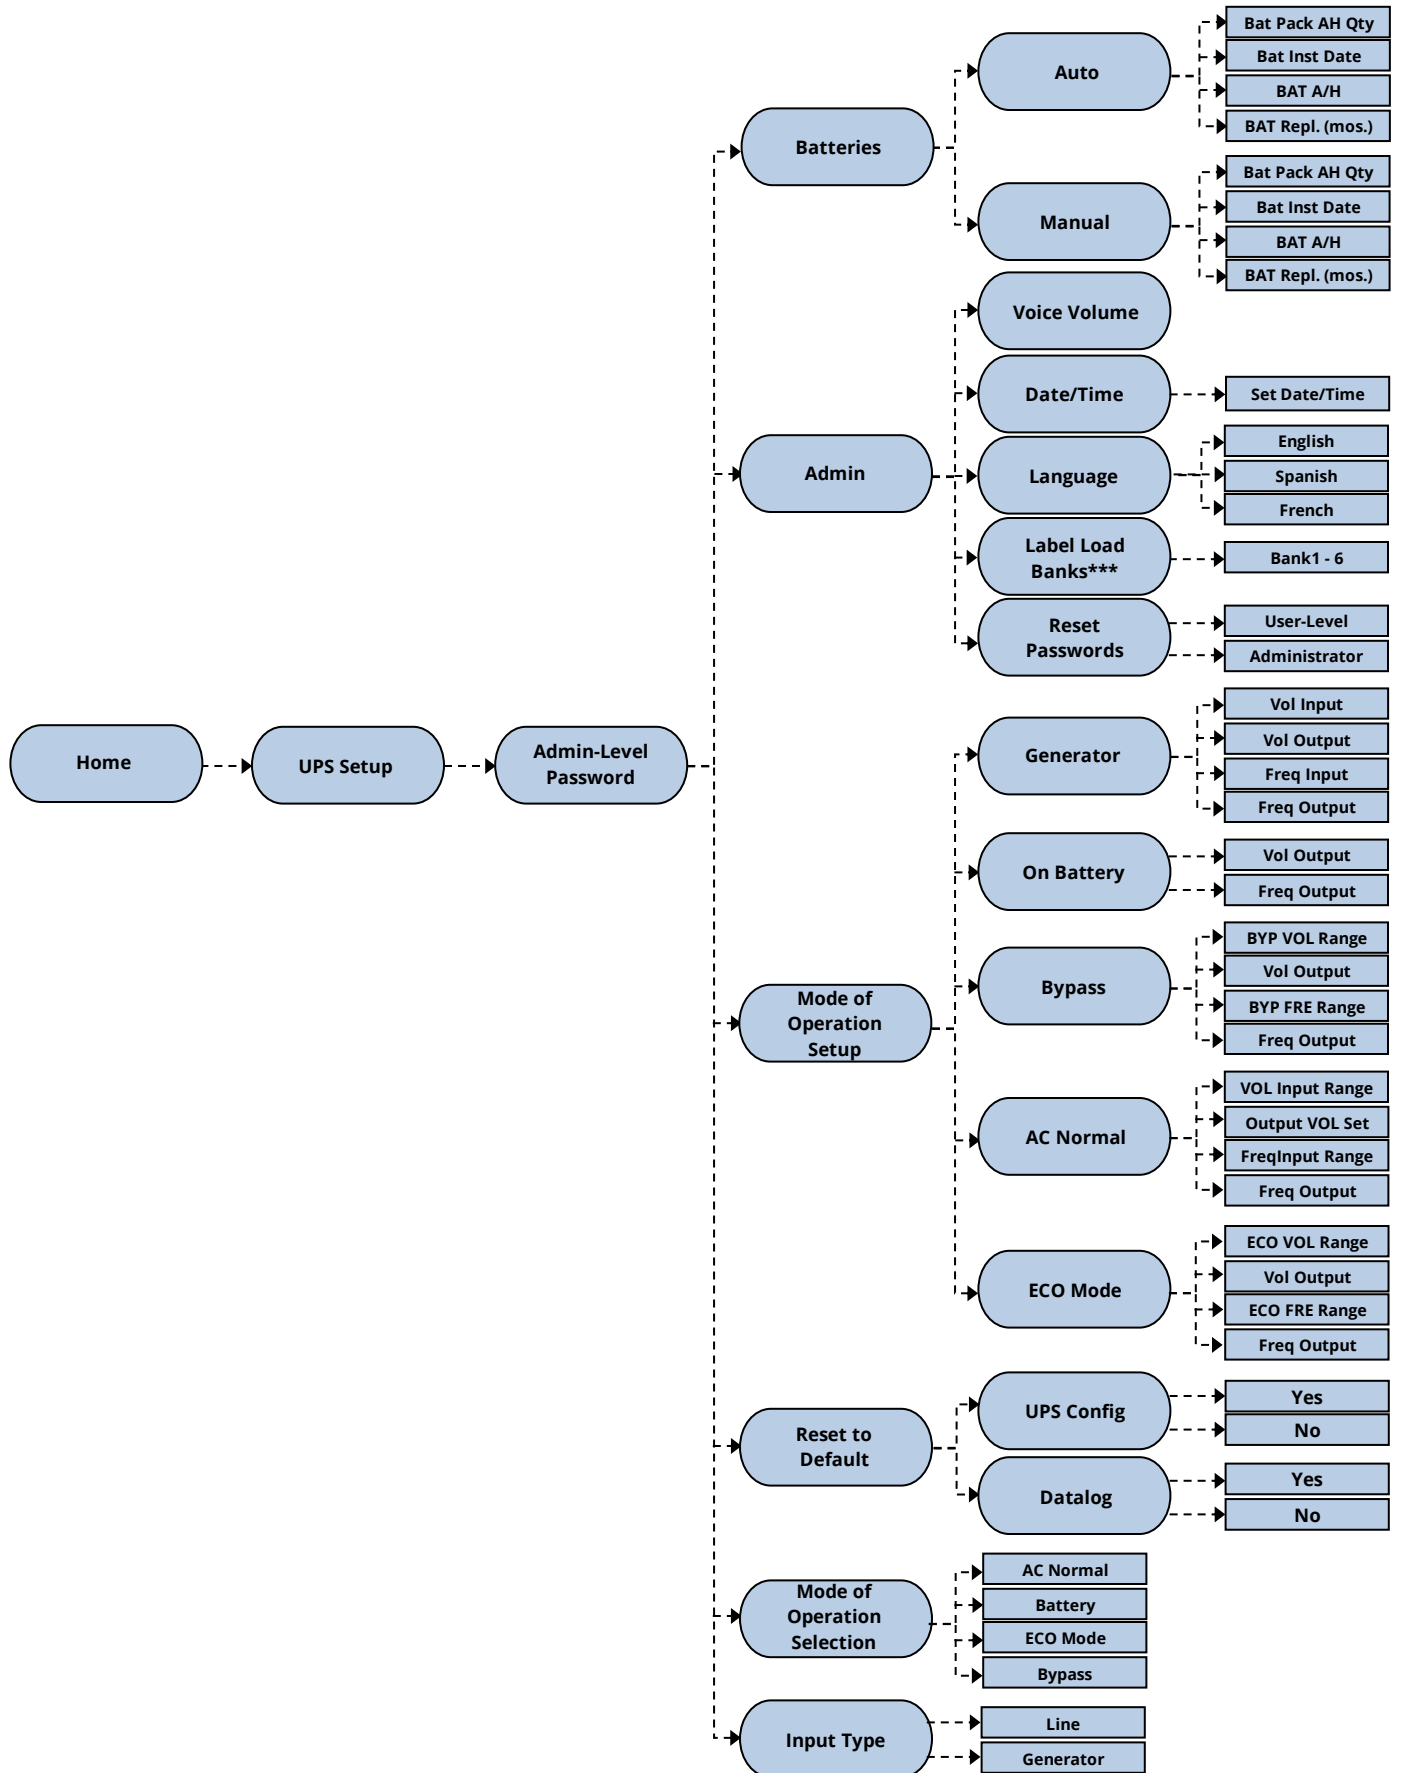 Home
UPS Setup
Admin-Level
Password
Batteries
Auto
Bat Pack AH Qty
Bat Inst Date
BAT A/H
BAT Repl. (mos.)
Manual
Bat Pack AH Qty
Bat Inst Date
BAT A/H
BAT Repl. (mos.)
Admin
Voice Volume
Date/Time
Set Date/Time
Language
English
Spanish
French
Label Load
Banks***
Bank1 - 6
Reset
Passwords
User-Level
Administrator
Mode of
Operation
Setup
Generator
Vol Input
Vol Output
Freq Input
Freq Output
On Battery
Vol Output
Freq Output
Bypass
BYP VOL Range
Vol Output
BYP FRE Range
Freq Output
AC Normal
VOL Input Range
Output VOL Set
FreqInput Range
Freq Output
ECO Mode
ECO VOL Range
Vol Output
ECO FRE Range
Freq Output
Reset to
Default
UPS Config
Yes
No
Datalog
Yes
No
Mode of
Operation
Selection
AC Normal
Battery
ECO Mode
Bypass
Input Type
Line
Generator